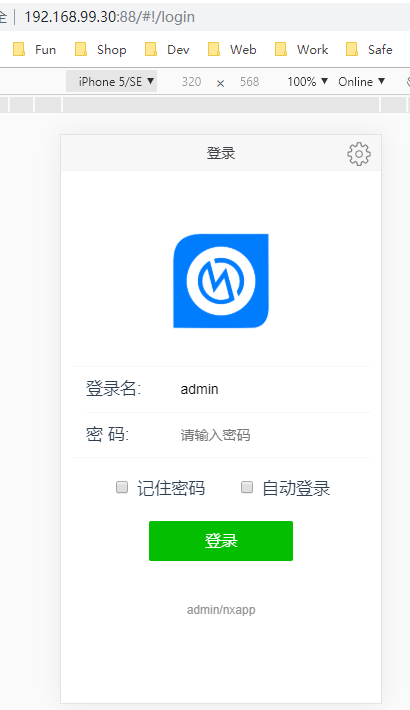 全 192.168.99.30:88/#!/login
Fun Shop Dev Web Work Safe
iPhone 5/SE ▼ 320 × 568 100% ▼ Online ▼
登录
登录名: admin
密 码: 请输入密码
记住密码 自动登录
登录
admin/nxapp